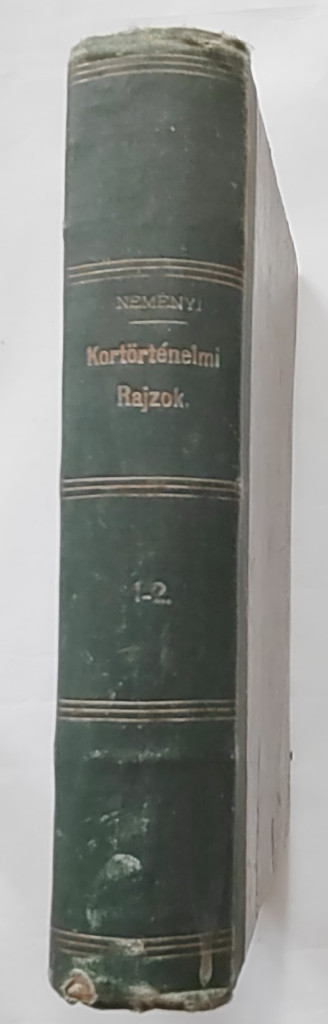 NEMÉNYI
Kortörténelmi
Rajzok.
1-2.